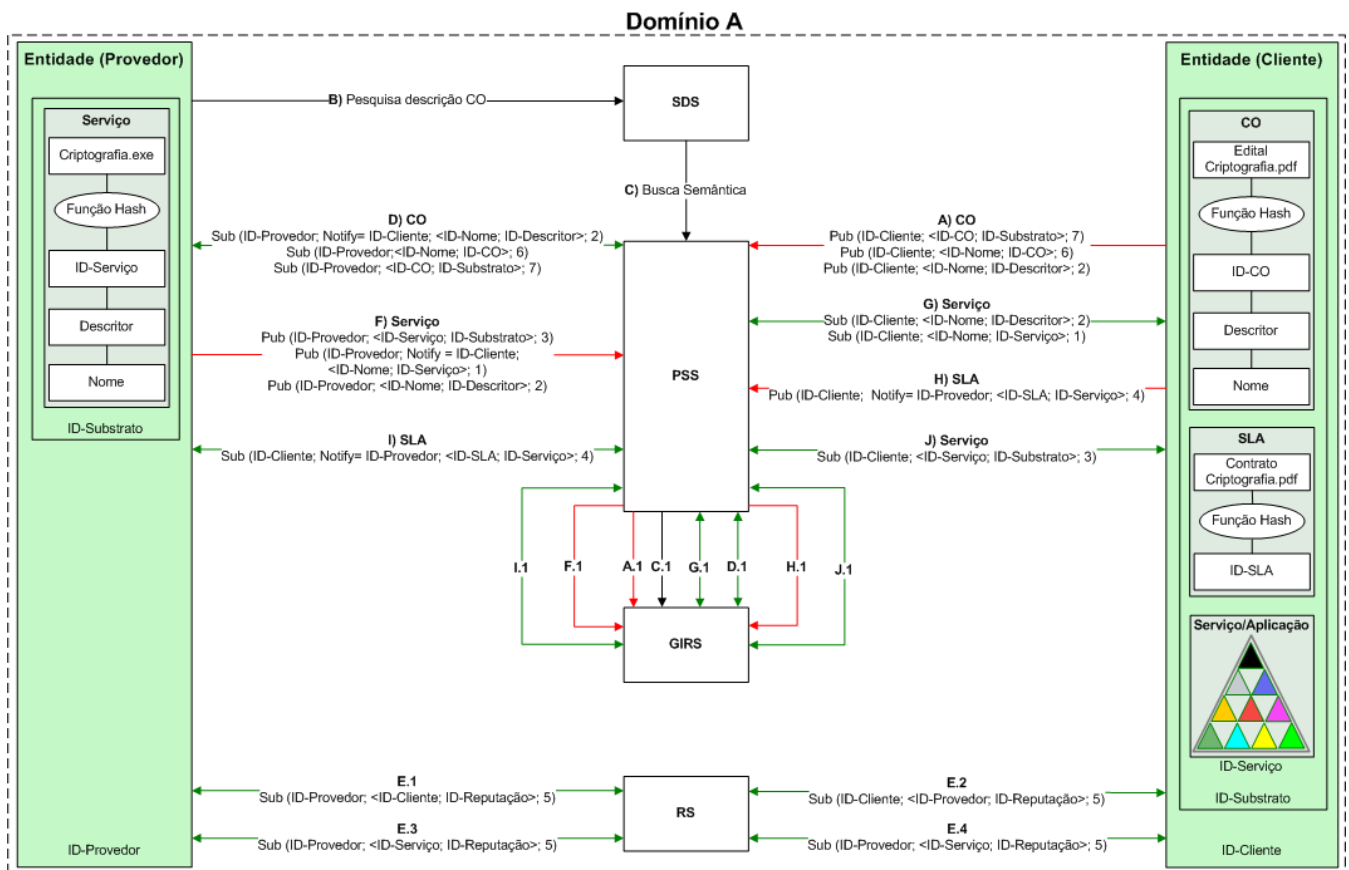 Domínio A
Entidade (Provedor)
Serviço
Criptografia.exe
Função Hash
ID-Serviço
Descritor
Nome
ID-Substrato
ID-Provedor
B) Pesquisa descrição CO
SDS
C) Busca Semântica
D) CO
Sub (ID-Provedor; Notify= ID-Cliente; <ID-Nome; ID-Descritor>; 2)
Sub (ID-Provedor;<ID-Nome; ID-CO>; 6)
Sub (ID-Provedor; <ID-CO; ID-Substrato>; 7)
F) Serviço
Pub (ID-Provedor; <ID-Serviço; ID-Substrato>; 3)
Pub (ID-Provedor; Notify = ID-Cliente;
<ID-Nome; ID-Serviço>; 1)
Pub (ID-Provedor; <ID-Nome; ID-Descritor>; 2)
I) SLA
Sub (ID-Cliente; Notify= ID-Provedor; <ID-SLA; ID-Serviço>; 4)
PSS
A) CO
Pub (ID-Cliente; <ID-CO; ID-Substrato>; 7)
Pub (ID-Cliente; <ID-Nome; ID-CO>; 6)
Pub (ID-Cliente; <ID-Nome; ID-Descritor>; 2)
G) Serviço
Sub (ID-Cliente; <ID-Nome; ID-Descritor>; 2)
Sub (ID-Cliente; <ID-Nome; ID-Serviço>; 1)
H) SLA
Pub (ID-Cliente; Notify= ID-Provedor; <ID-SLA; ID-Serviço>; 4)
J) Serviço
Sub (ID-Cliente; <ID-Serviço; ID-Substrato>; 3)
I.1
F.1
A.1
C.1
G.1
D.1
H.1
J.1
GIRS
E.1
Sub (ID-Provedor; <ID-Cliente; ID-Reputação>; 5)
E.3
Sub (ID-Provedor; <ID-Serviço; ID-Reputação>; 5)
RS
E.2
Sub (ID-Cliente; <ID-Provedor; ID-Reputação>; 5)
E.4
Sub (ID-Provedor; <ID-Serviço; ID-Reputação>; 5)
Entidade (Cliente)
CO
Edital
Criptografia.pdf
Função Hash
ID-CO
Descritor
Nome
SLA
Contrato
Criptografia.pdf
Função Hash
ID-SLA
Serviço/Aplicação
ID-Serviço
ID-Substrato
ID-Cliente